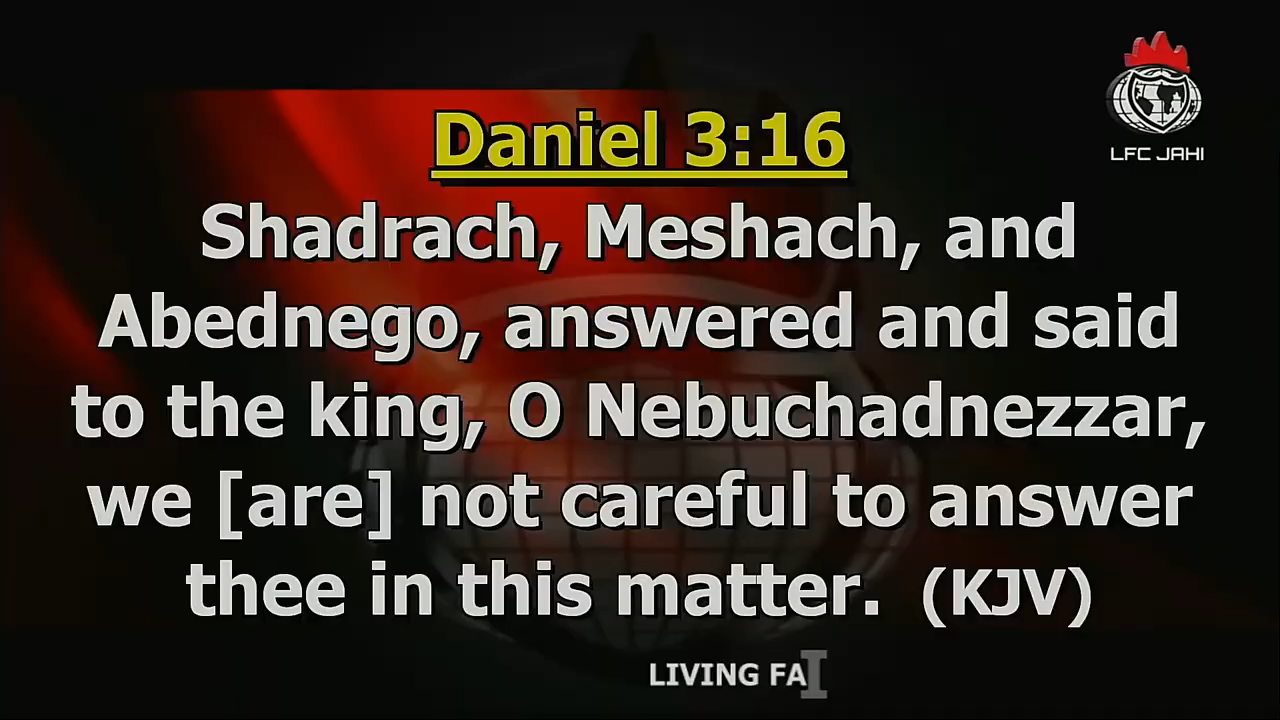 LFC JAHI
Daniel 3:16
Shadrach, Meshach, and
Abednego, answered and said
to the king, O Nebuchadnezzar,
we [are] not careful to answer
thee in this matter. (KJV)
LIVING FAI